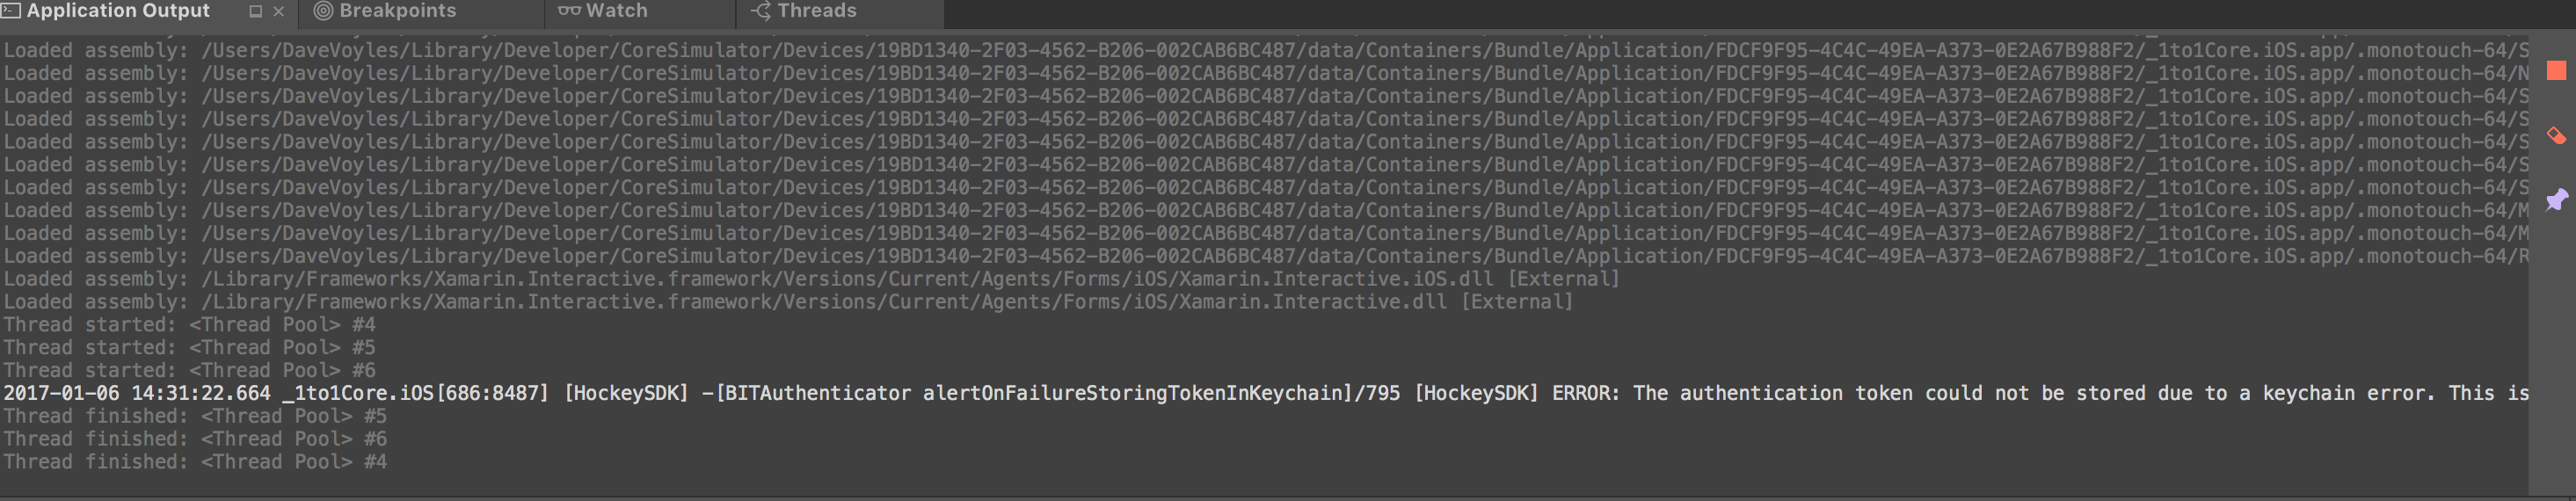 Application Output
Breakpoints
Watch
Threads
Loaded assembly: /Users/DaveVoyles/Library/Developer/CoreSimulator/Devices/19BD1340-2F03-4562-B206-002CAB6BC487/data/Containers/Bundle/Application/FDCF9F95-4C4C-49EA-A373-0E2A67B988F2/_1to1Core.iOS.app/.monotouch-64/S
Loaded assembly: /Users/DaveVoyles/Library/Developer/CoreSimulator/Devices/19BD1340-2F03-4562-B206-002CAB6BC487/data/Containers/Bundle/Application/FDCF9F95-4C4C-49EA-A373-0E2A67B988F2/_1to1Core.iOS.app/.monotouch-64/N
Loaded assembly: /Users/DaveVoyles/Library/Developer/CoreSimulator/Devices/19BD1340-2F03-4562-B206-002CAB6BC487/data/Containers/Bundle/Application/FDCF9F95-4C4C-49EA-A373-0E2A67B988F2/_1to1Core.iOS.app/.monotouch-64/S
Loaded assembly: /Users/DaveVoyles/Library/Developer/CoreSimulator/Devices/19BD1340-2F03-4562-B206-002CAB6BC487/data/Containers/Bundle/Application/FDCF9F95-4C4C-49EA-A373-0E2A67B988F2/_1to1Core.iOS.app/.monotouch-64/S
Loaded assembly: /Users/DaveVoyles/Library/Developer/CoreSimulator/Devices/19BD1340-2F03-4562-B206-002CAB6BC487/data/Containers/Bundle/Application/FDCF9F95-4C4C-49EA-A373-0E2A67B988F2/_1to1Core.iOS.app/.monotouch-64/S
Loaded assembly: /Users/DaveVoyles/Library/Developer/CoreSimulator/Devices/19BD1340-2F03-4562-B206-002CAB6BC487/data/Containers/Bundle/Application/FDCF9F95-4C4C-49EA-A373-0E2A67B988F2/_1to1Core.iOS.app/.monotouch-64/S
Loaded assembly: /Users/DaveVoyles/Library/Developer/CoreSimulator/Devices/19BD1340-2F03-4562-B206-002CAB6BC487/data/Containers/Bundle/Application/FDCF9F95-4C4C-49EA-A373-0E2A67B988F2/_1to1Core.iOS.app/.monotouch-64/S
Loaded assembly: /Users/DaveVoyles/Library/Developer/CoreSimulator/Devices/19BD1340-2F03-4562-B206-002CAB6BC487/data/Containers/Bundle/Application/FDCF9F95-4C4C-49EA-A373-0E2A67B988F2/_1to1Core.iOS.app/.monotouch-64/M
Loaded assembly: /Users/DaveVoyles/Library/Developer/CoreSimulator/Devices/19BD1340-2F03-4562-B206-002CAB6BC487/data/Containers/Bundle/Application/FDCF9F95-4C4C-49EA-A373-0E2A67B988F2/_1to1Core.iOS.app/.monotouch-64/M
Loaded assembly: /Users/DaveVoyles/Library/Developer/CoreSimulator/Devices/19BD1340-2F03-4562-B206-002CAB6BC487/data/Containers/Bundle/Application/FDCF9F95-4C4C-49EA-A373-0E2A67B988F2/_1to1Core.iOS.app/.monotouch-64/R
Loaded assembly: /Library/Frameworks/Xamarin.Interactive.framework/Versions/Current/Agents/Forms/iOS/Xamarin.Interactive.iOS.dll [External]
Loaded assembly: /Library/Frameworks/Xamarin.Interactive.framework/Versions/Current/Agents/Forms/iOS/Xamarin.Interactive.dll [External]
Thread started: <Thread Pool> #4
Thread started: <Thread Pool> #5
Thread started: <Thread Pool> #6
2017-01-06 14:31:22.664 _1to1Core.iOS[686:8487] [HockeySDK] -[BITAuthenticator alertOnFailureStoringTokenInKeychain]/795 [HockeySDK] ERROR: The authentication token could not be stored due to a keychain error. This is
Thread finished: <Thread Pool> #5
Thread finished: <Thread Pool> #6
Thread finished: <Thread Pool> #4